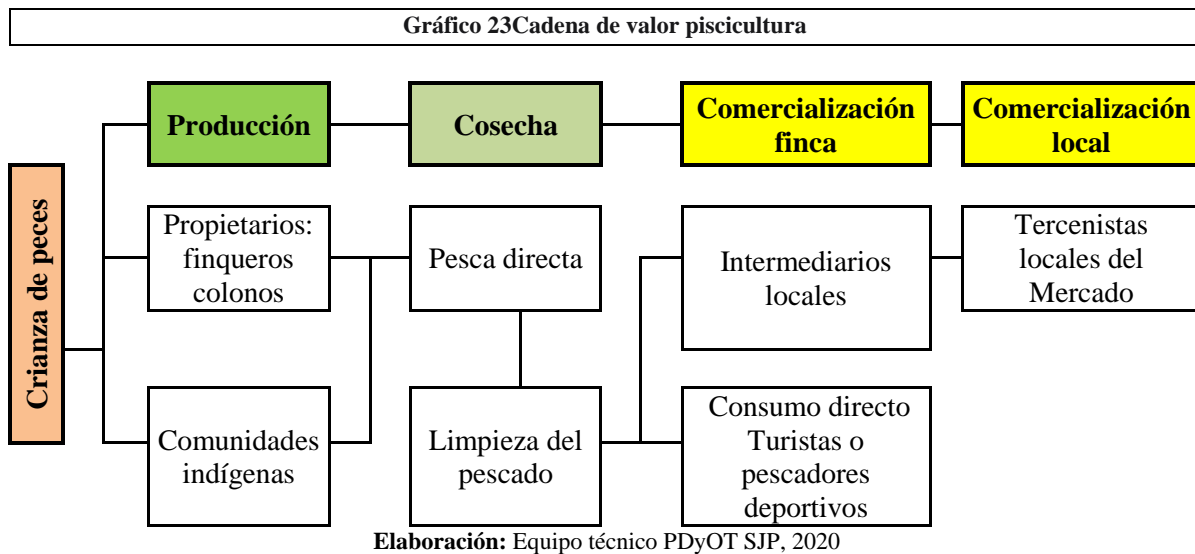 Gráfico 23Cadena de valor piscicultura
Producción
Cosecha
Comercialización
finca
Comercialización
local
Crianza de peces
Propietarios:
finqueros
colonos
Pesca directa
Intermediarios
locales
Tercenistas
locales del
Mercado
Comunidades
indígenas
Limpieza del
pescado
Consumo directo
Turistas o
pescadores
deportivos
Elaboración: Equipo técnico PDyOT SJP, 2020